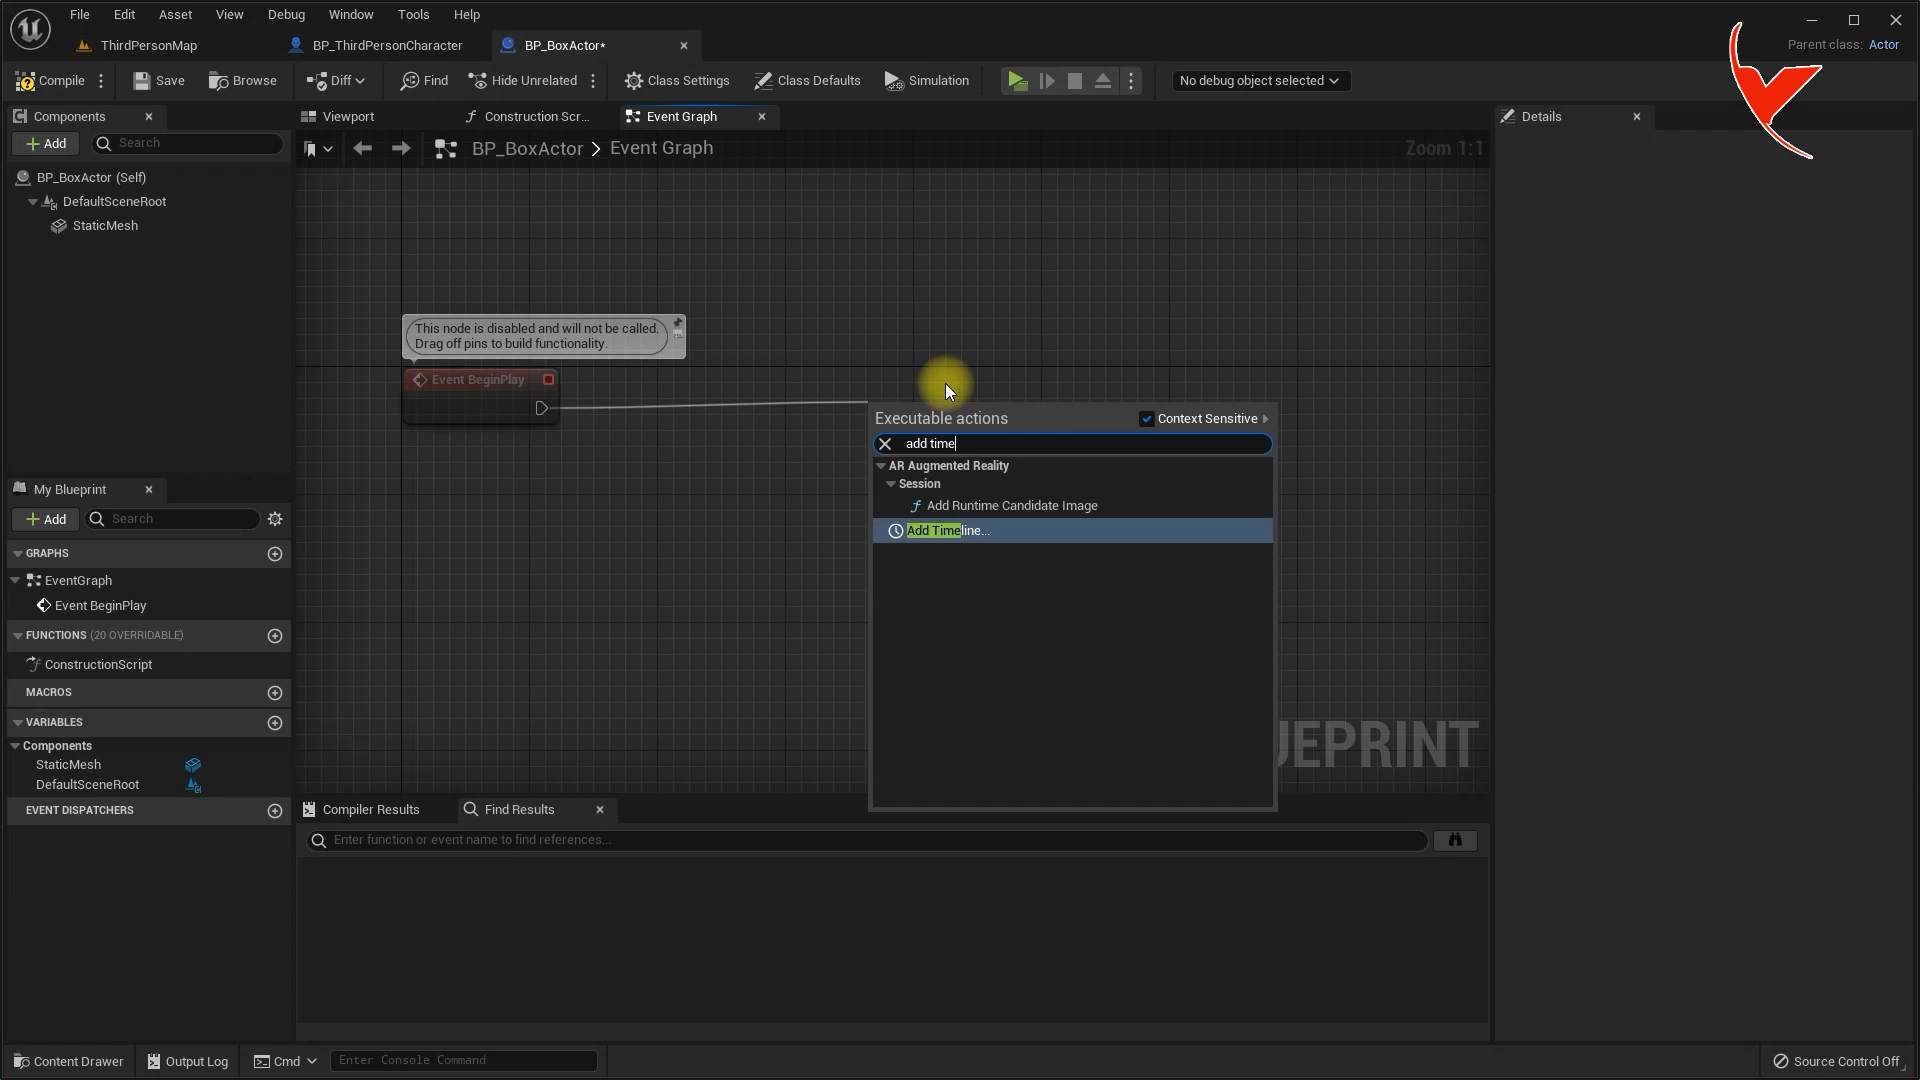 File Edit Asset View Debug Window Tools Help
ThirdPersonMap BP_ThirdPersonCharacter BP_BoxActor*
Parent class: Actor
Compile Save Browse Diff Find Hide Unrelated Class Settings Class Defaults Simulation No debug object selected
Components
Add Search
BP_BoxActor (Self)
DefaultSceneRoot
StaticMesh
Viewport Construction Scr... Event Graph
BP_BoxActor > Event Graph Zoom 1:1
Details
This node is disabled and will not be called.
Drag off pins to build functionality.
Event BeginPlay
Executable actions Context Sensitive
add time
AR Augmented Reality
Session
Add Runtime Candidate Image
Add Timeline...
My Blueprint
Add Search
GRAPHS
EventGraph
Event BeginPlay
FUNCTIONS (20 OVERRIDABLE)
ConstructionScript
MACROS
VARIABLES
Components
StaticMesh
DefaultSceneRoot
EVENT DISPATCHERS
Compiler Results Find Results
Enter function or event name to find references...
Content Drawer Output Log Cmd Enter Console Command Source Control Off